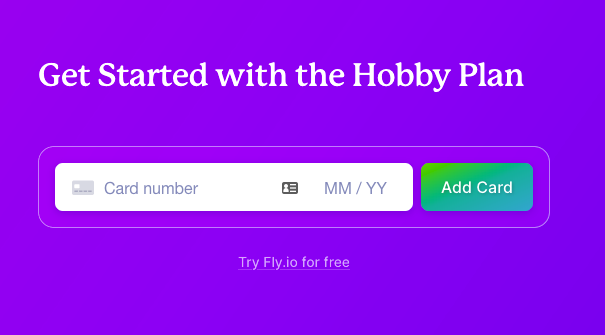 Get Started with the Hobby Plan
Card number MM / YY Add Card
Try Fly.io for free